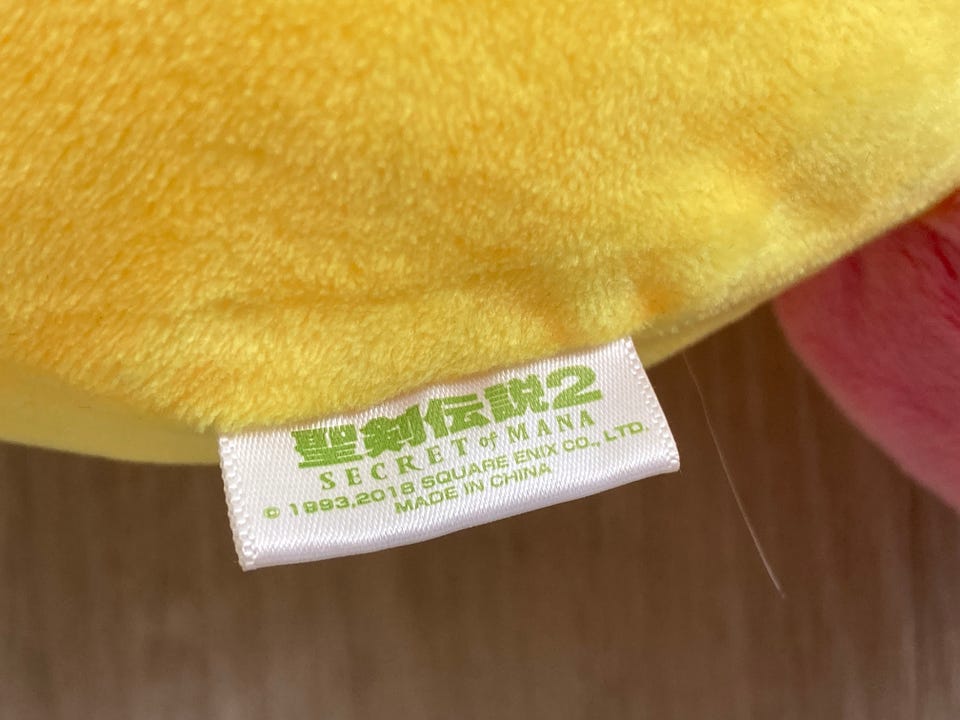 聖剣伝説2
SECRET of MANA
© 1993,2018 SQUARE ENIX CO., LTD.
MADE IN CHINA